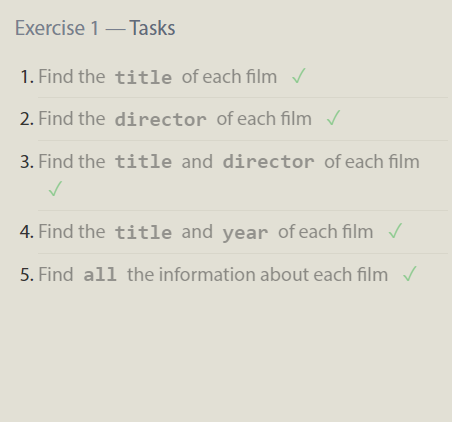 Exercise 1 — Tasks
1. Find the title of each film ✓
2. Find the director of each film ✓
3. Find the title and director of each film
✓
4. Find the title and year of each film ✓
5. Find all the information about each film ✓